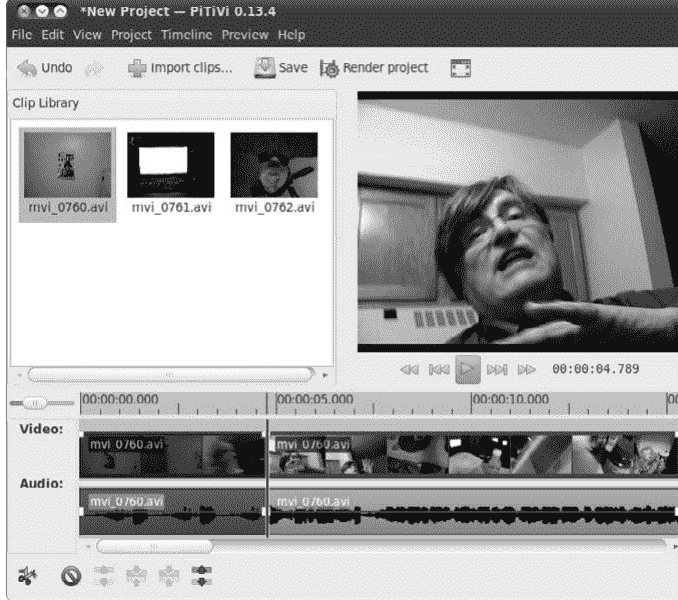 *New Project — PiTiVi 0.13.4
File Edit View Project Timeline Preview Help
Undo Import clips... Save Render project
Clip Library
mvi_0760.avi mvi_0761.avi mvi_0762.avi
00:00:04.789
00:00:00.000 00:00:05.000 00:00:10.000 00
Video:
mvi_0760.avi mvi_0760.avi
Audio:
mvi_0760.avi mvi_0760.avi